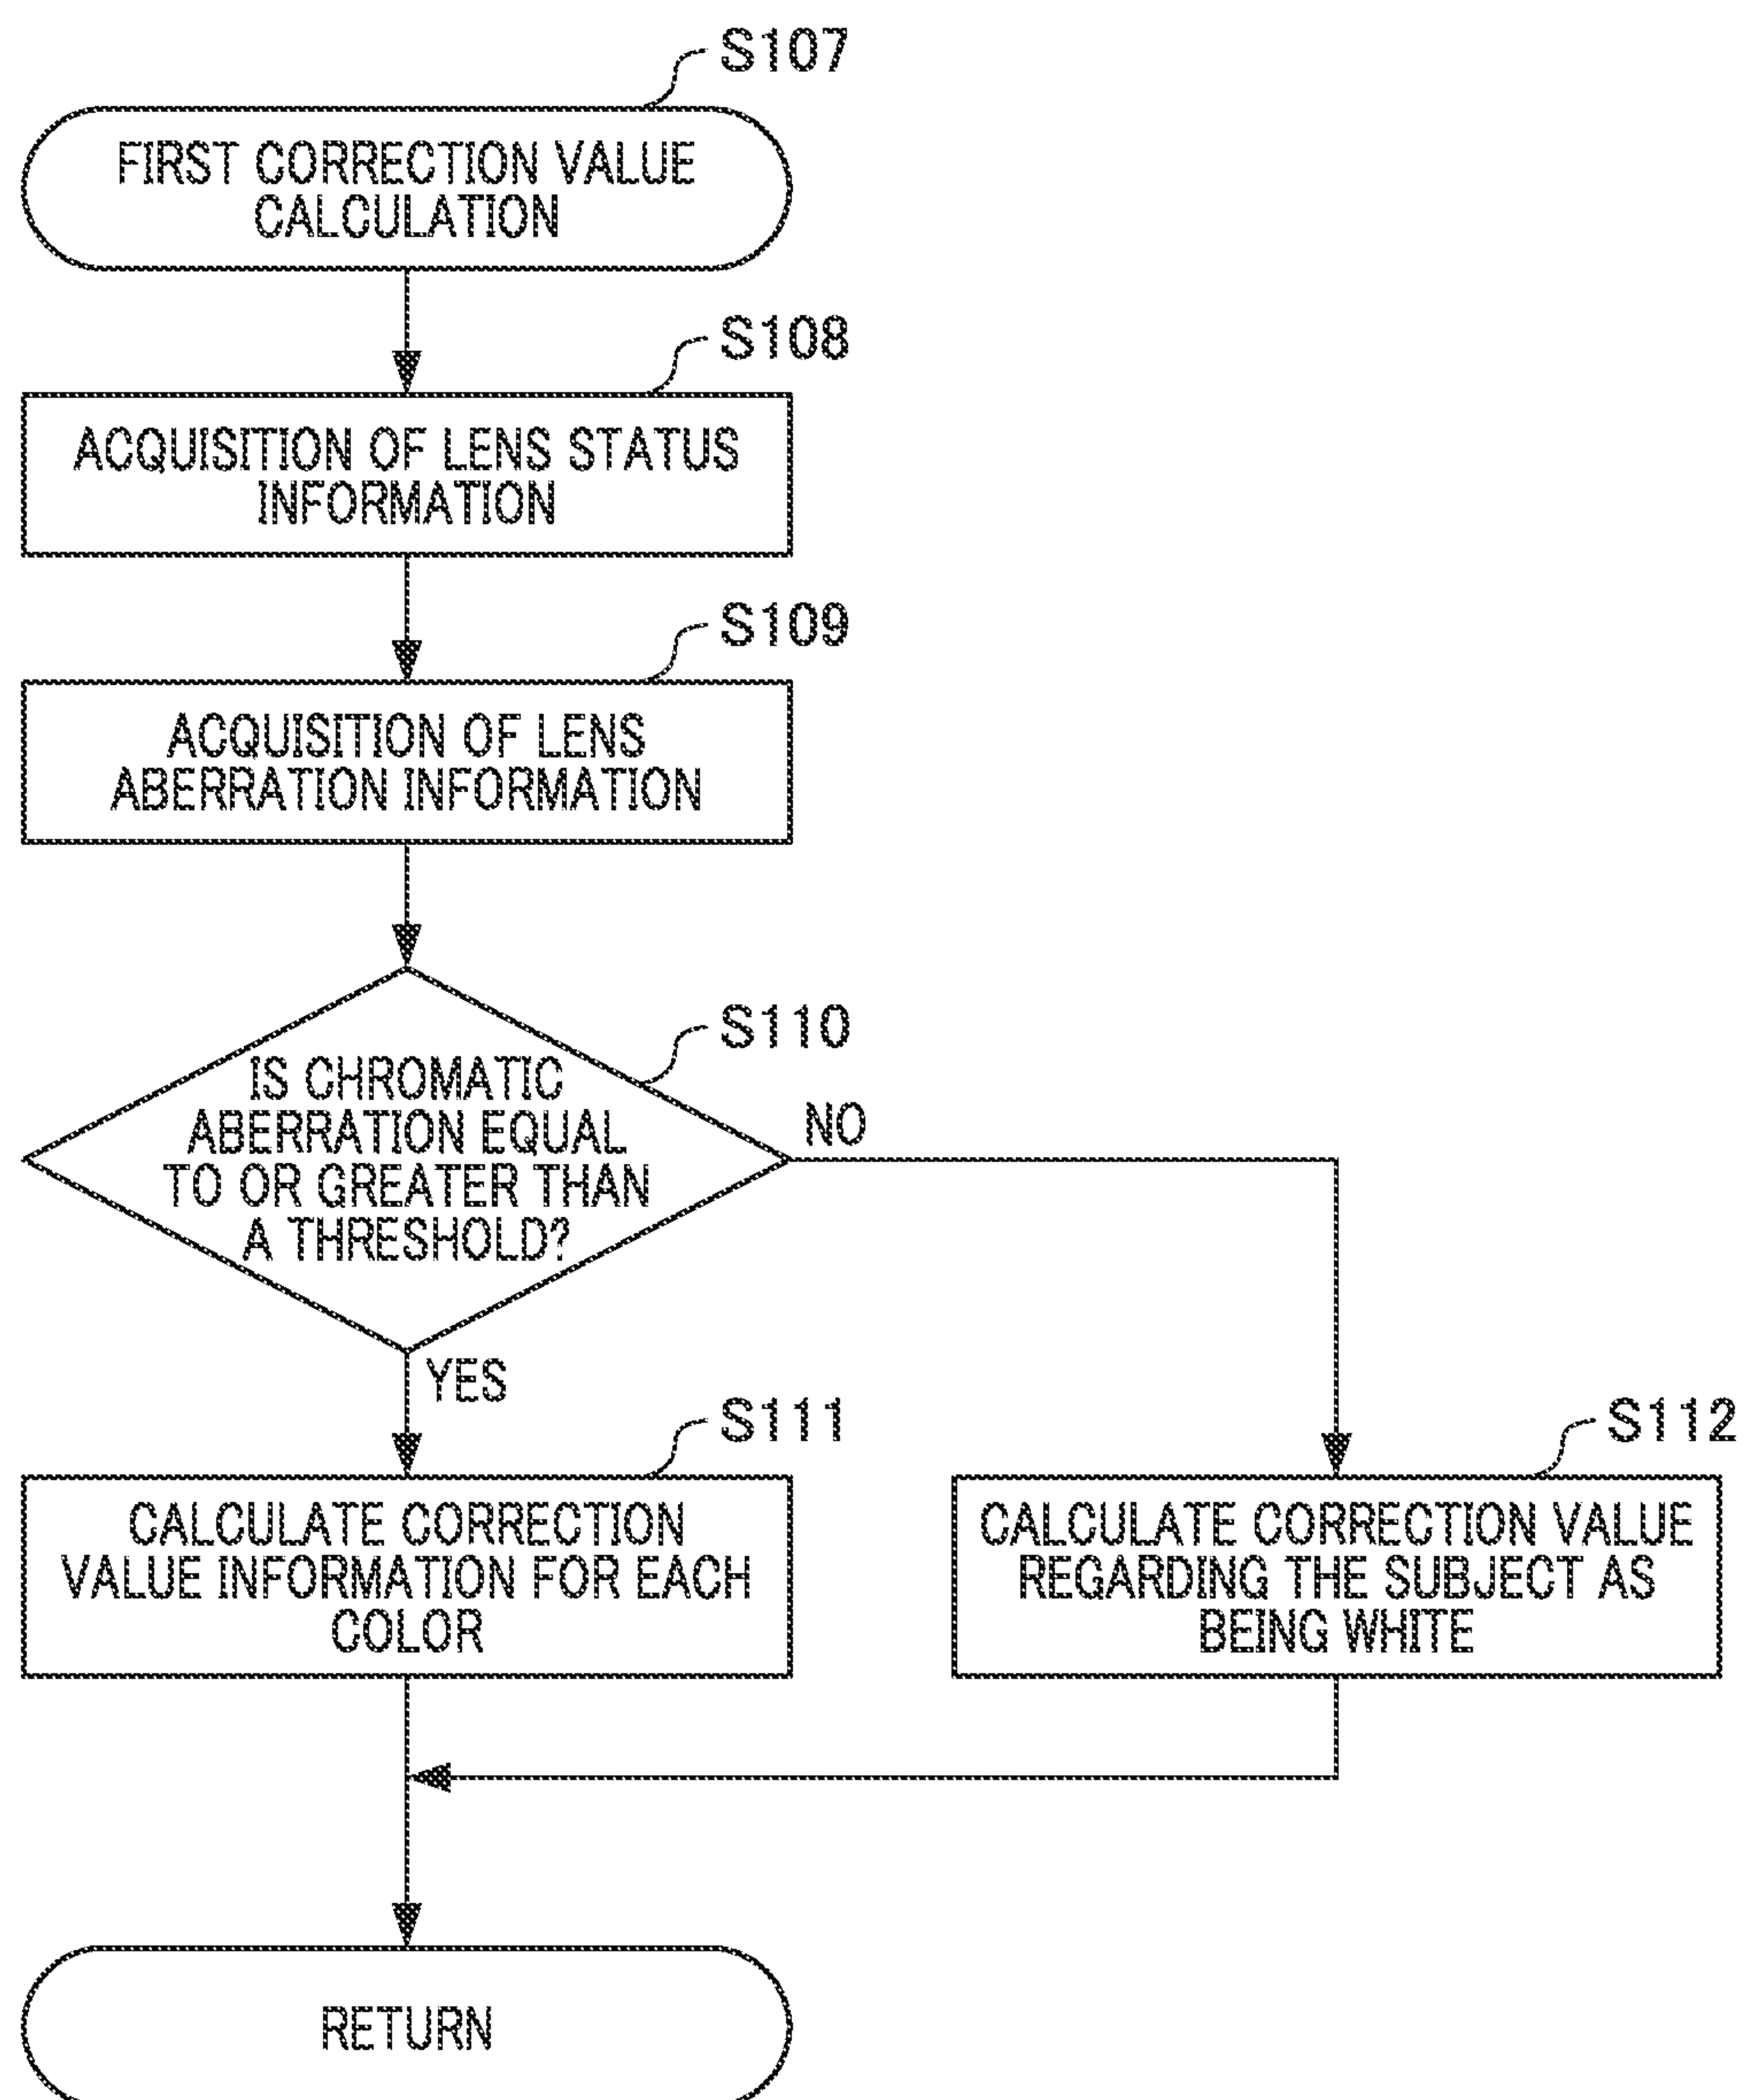 S107
FIRST CORRECTION VALUE
CALCULATION
S108
ACQUISITION OF LENS STATUS
INFORMATION
S109
ACQUISITION OF LENS
ABERRATION INFORMATION
S110
IS CHROMATIC
ABERRATION EQUAL
TO OR GREATER THAN
A THRESHOLD?
NO
YES
S111
CALCULATE CORRECTION
VALUE INFORMATION FOR EACH
COLOR
S112
CALCULATE CORRECTION VALUE
REGARDING THE SUBJECT AS
BEING WHITE
RETURN